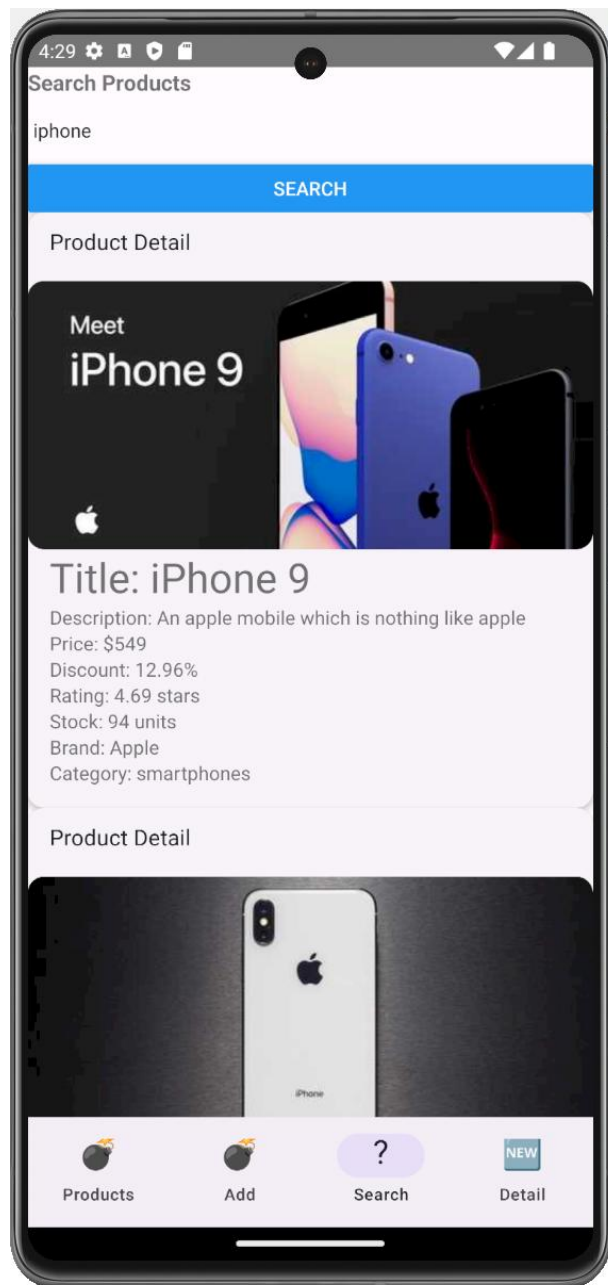 4:29
Search Products
iphone
SEARCH
Product Detail
Meet
iPhone 9
Title: iPhone 9
Description: An apple mobile which is nothing like apple
Price: $549
Discount: 12.96%
Rating: 4.69 stars
Stock: 94 units
Brand: Apple
Category: smartphones
Product Detail
iPhone
? NEW
Products Add Search Detail